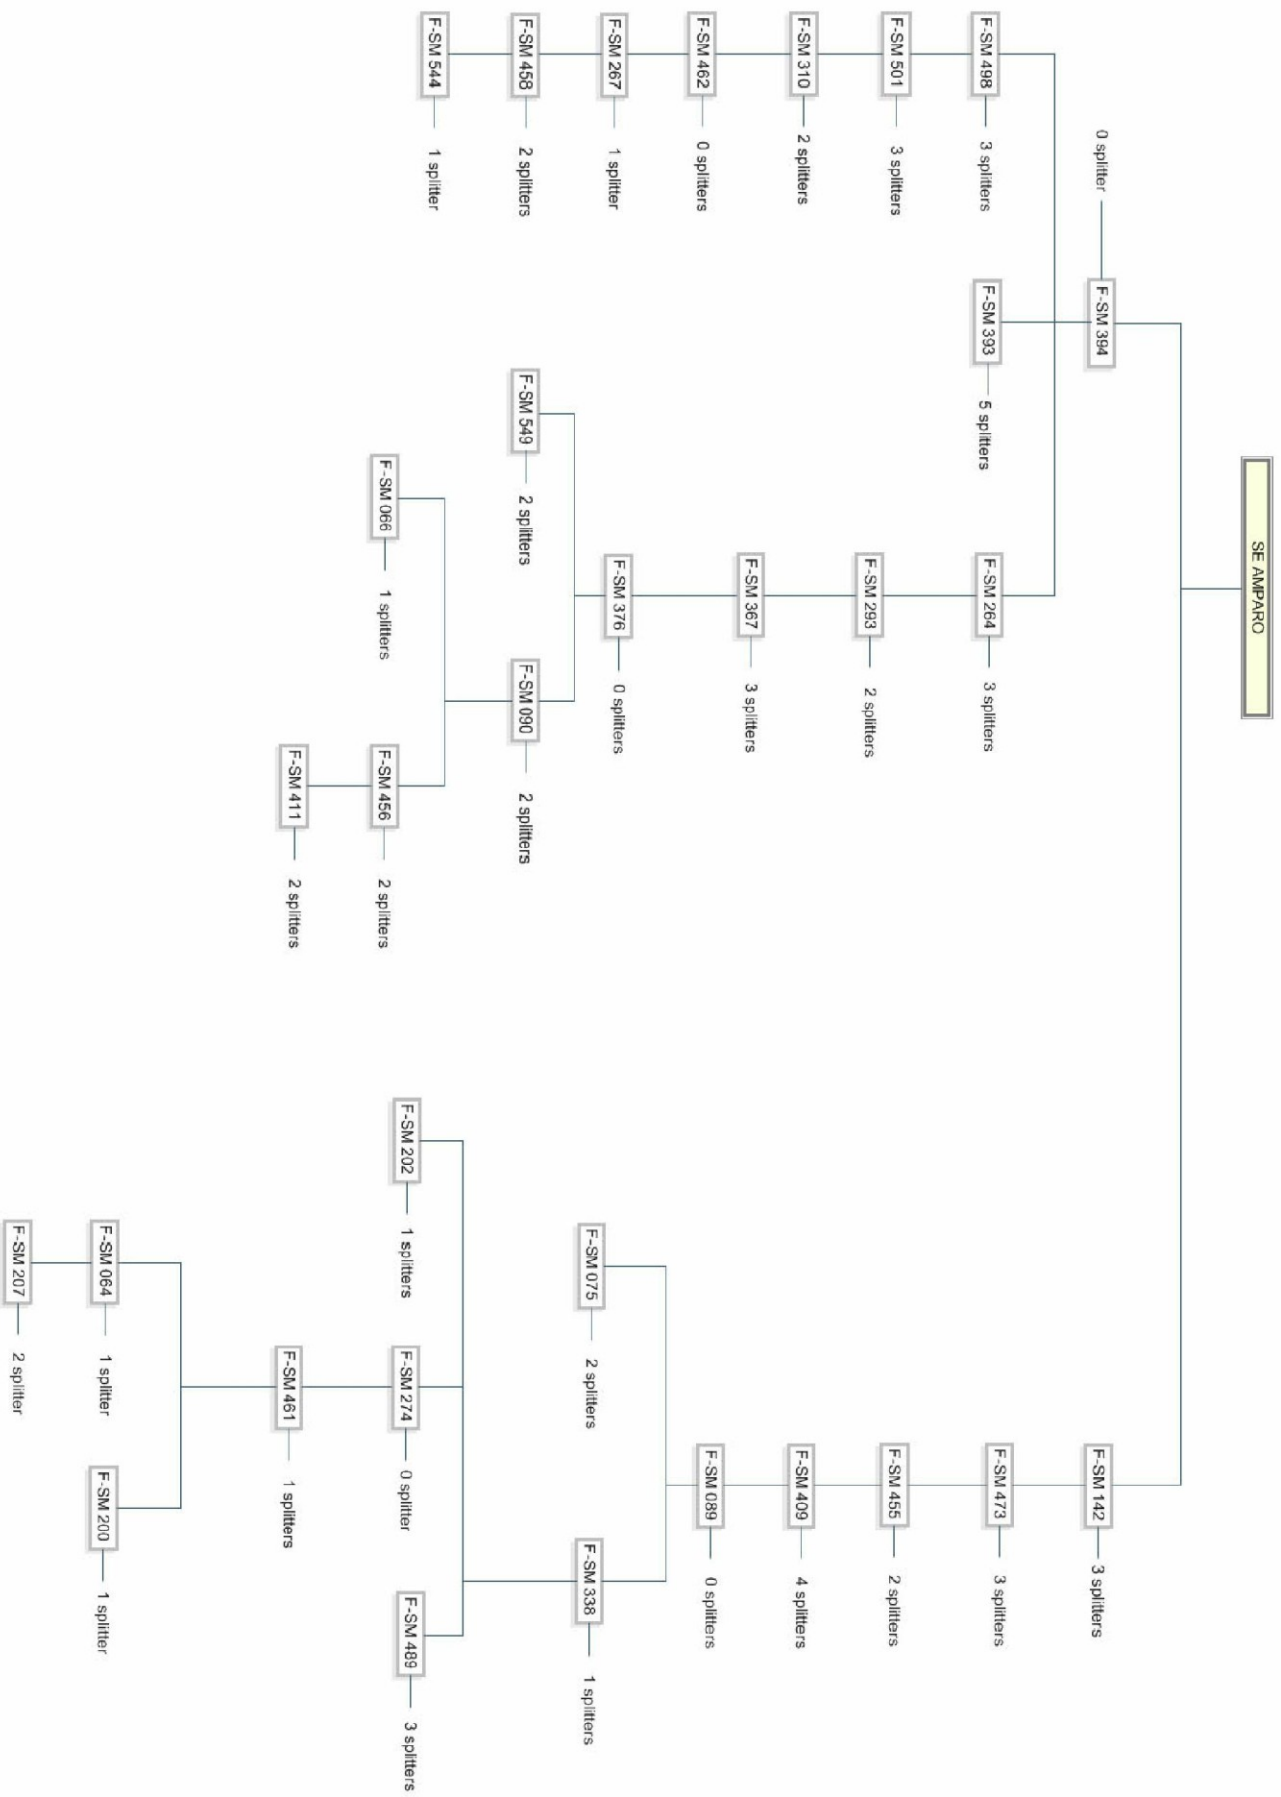 SE AMPARO
0 splitter
F-SM 394
F-SM 142
3 splitters
F-SM 498
3 splitters
F-SM 393
5 splitters
F-SM 264
3 splitters
F-SM 473
3 splitters
F-SM 501
3 splitters
F-SM 293
2 splitters
F-SM 455
2 splitters
F-SM 310
2 splitters
F-SM 367
3 splitters
F-SM 409
4 splitters
F-SM 462
0 splitters
F-SM 089
0 splitters
F-SM 267
1 splitter
F-SM 376
0 splitters
F-SM 075
2 splitters
F-SM 338
1 splitters
F-SM 458
2 splitters
F-SM 549
2 splitters
F-SM 090
2 splitters
F-SM 544
1 splitter
F-SM 202
1 splitters
F-SM 274
0 splitter
F-SM 489
3 splitters
F-SM 066
1 splitters
F-SM 456
2 splitters
F-SM 411
2 splitters
F-SM 461
1 splitters
F-SM 064
1 splitter
F-SM 200
1 splitter
F-SM 207
2 splitter